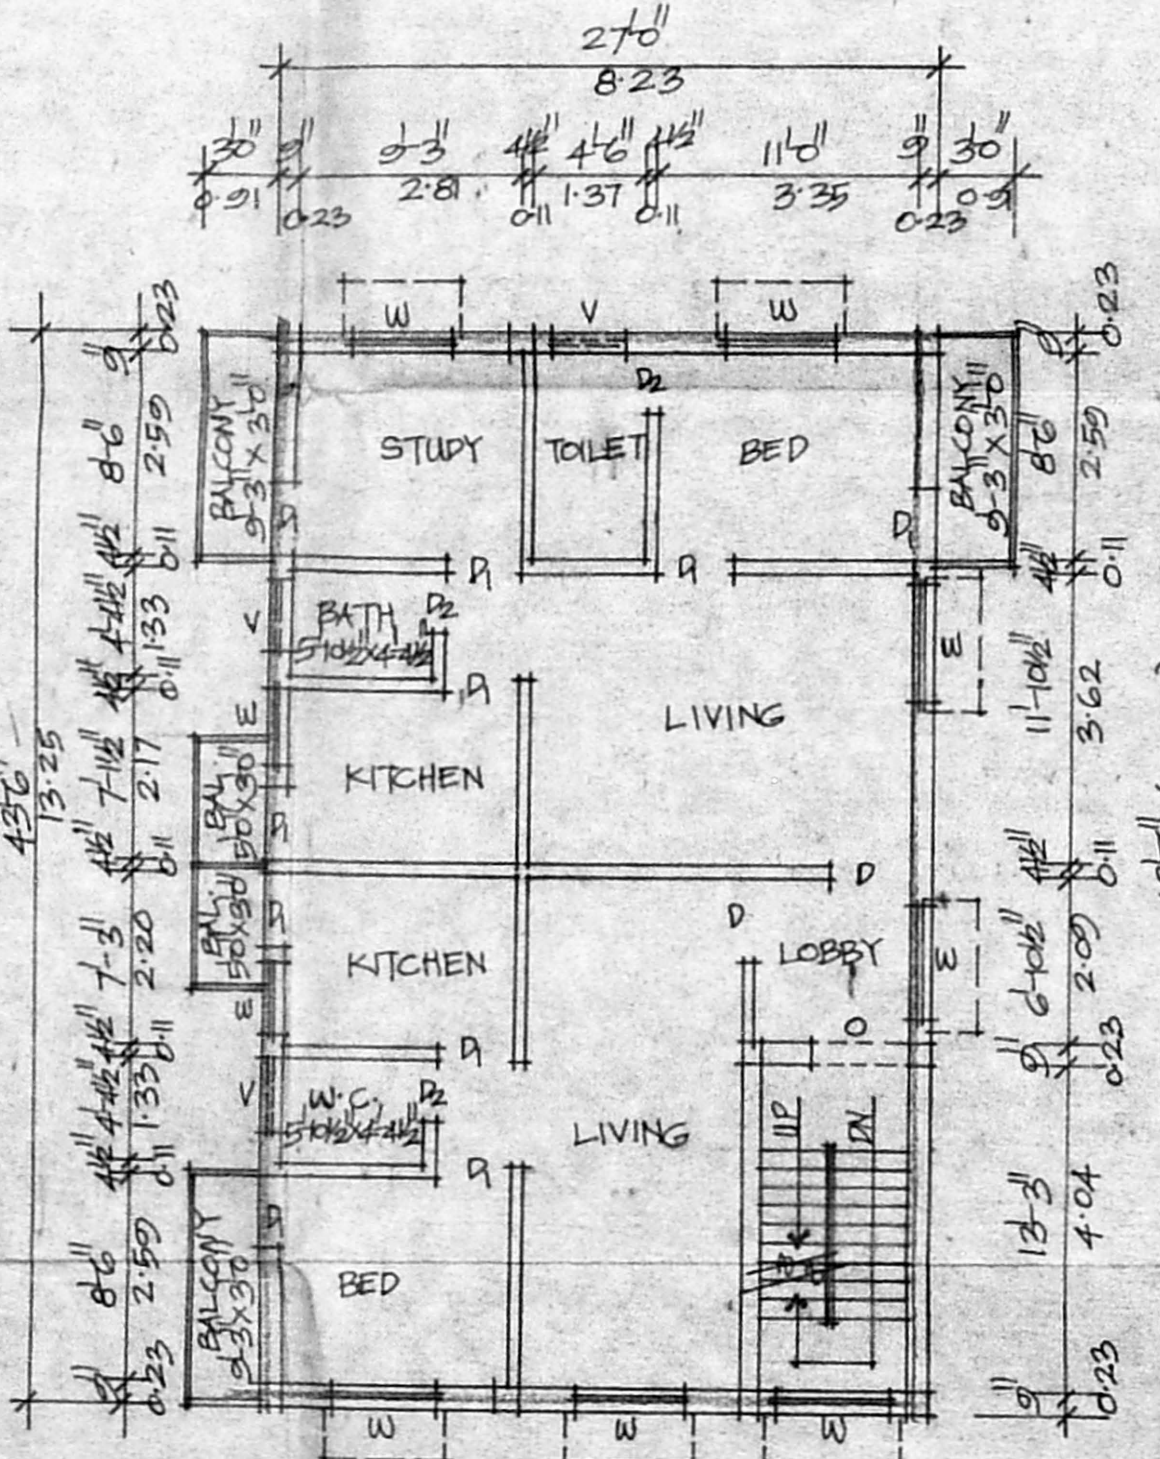 27'-0"
8.23
3'-0" 9" 9'-3" 4½" 4'-6" 4½" 11'-0" 9" 3'-0"
0.91 0.23 2.81 0.11 1.37 0.11 3.35 0.23 0.91
W V W
D2
STUDY TOILET BED
BALCONY
9'-3" X 3'-0"
BALCONY
9'-3" X 3'-0"
D1 D1
D1 D1
BATH D2
5'-10½"X4'-4½"
V
W
D1
LIVING
W
KITCHEN
BAL.
5'0"X3'0"
D1
D
BAL.
5'0"X3'0"
D1
D
KITCHEN
LOBBY
W
W
O
D1
V
W.C. D2
5'-10½"X4'-4½"
LIVING
UP DN
D1
D1
BALCONY
9'-3"X3'0"
BED
W W W
43'-6"
13.25
9" 0.23
8'-6" 2.59
4½" 0.11
4'-4½" 1.33
4½" 0.11
7'-1½" 2.17
4½" 0.11
7'-3" 2.20
4½" 0.11
4'-4½" 1.33
4½" 0.11
8'-6" 2.59
9" 0.23
9" 0.23
8'-6" 2.59
4½" 0.11
11'-10½" 3.62
4½" 0.11
6'-10½" 2.09
9" 0.23
13'-3" 4.04
9" 0.23